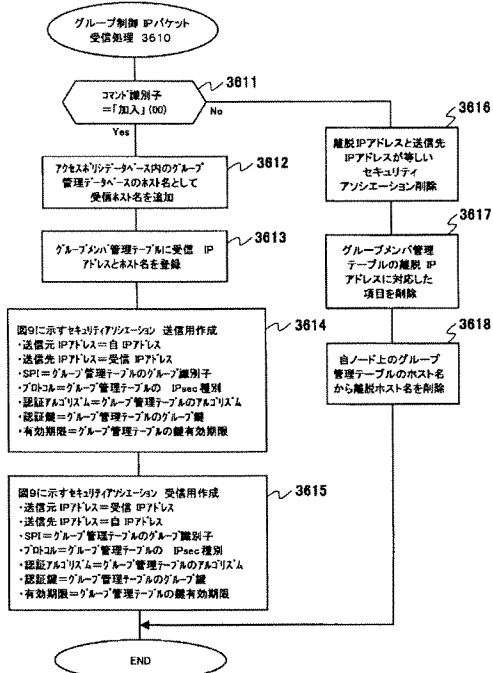 グループ制御 IPパケット
受信処理 3610
3611
コマンド識別子
=「加入」(00)
No
Yes
3612
アクセスポリシデータベース内のグループ
管理データベースのホスト名として
受信ホスト名を追加
3613
グループメンバ管理テーブルに受信 IP
アドレスとホスト名を登録
3614
図9に示すセキュリティアソシエーション 送信用作成
・送信元 IPアドレス=自 IPアドレス
・送信先 IPアドレス=受信 IPアドレス
・SPI=グループ管理テーブルのグループ識別子
・プロトコル=グループ管理テーブルの IPsec種別
・認証アルゴリズム=グループ管理テーブルのアルゴリズム
・認証鍵=グループ管理テーブルのグループ鍵
・有効期限=グループ管理テーブルの鍵有効期限
3615
図9に示すセキュリティアソシエーション 受信用作成
・送信元 IPアドレス=受信 IPアドレス
・送信先 IPアドレス=自 IPアドレス
・SPI=グループ管理テーブルのグループ識別子
・プロトコル=グループ管理テーブルの IPsec種別
・認証アルゴリズム=グループ管理テーブルのアルゴリズム
・認証鍵=グループ管理テーブルのグループ鍵
・有効期限=グループ管理テーブルの鍵有効期限
3616
離脱IPアドレスと送信先
IPアドレスが等しい
セキュリティ
アソシエーション削除
3617
グループメンバ管理
テーブルの離脱 IP
アドレスに対応した
項目を削除
3618
自ノード上のグループ
管理テーブルのホスト名
から離脱ホスト名を削除
END